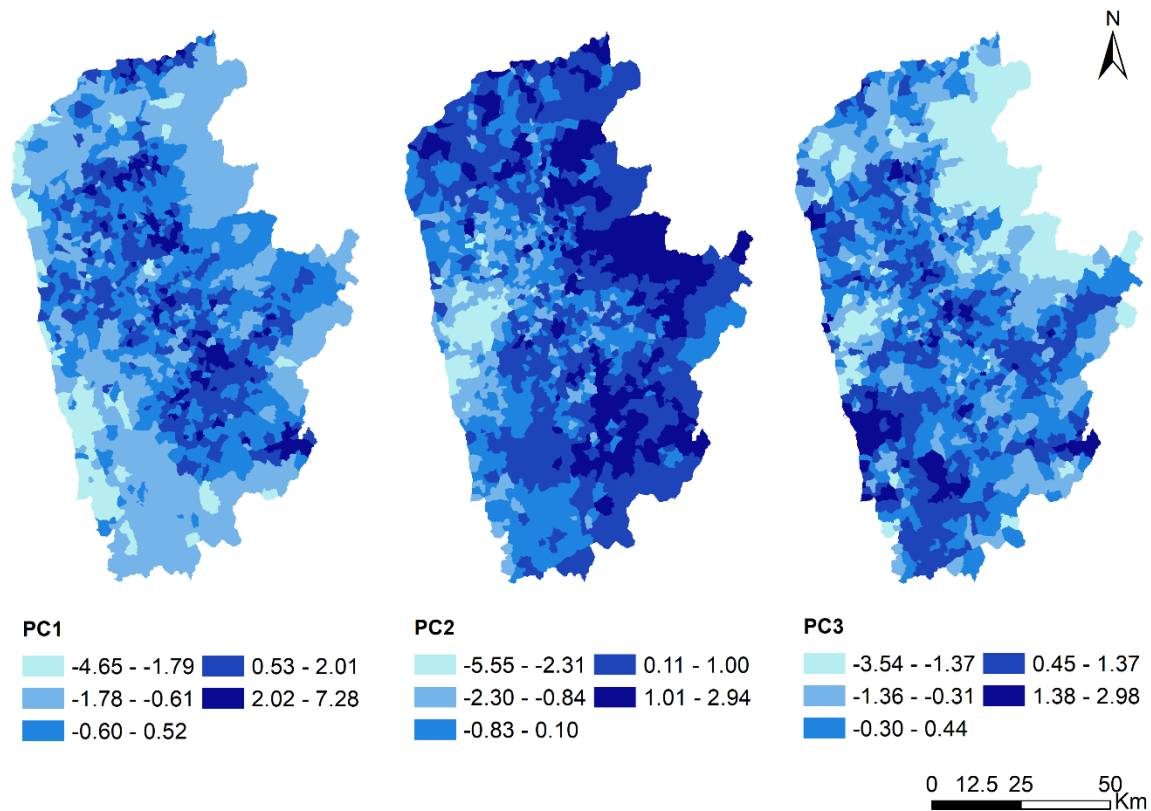 N
PC1
-4.65 - -1.79
0.53 - 2.01
-1.78 - -0.61
2.02 - 7.28
-0.60 - 0.52
PC2
-5.55 - -2.31
0.11 - 1.00
-2.30 - -0.84
1.01 - 2.94
-0.83 - 0.10
PC3
-3.54 - -1.37
0.45 - 1.37
-1.36 - -0.31
1.38 - 2.98
-0.30 - 0.44
0 12.5 25 50
Km